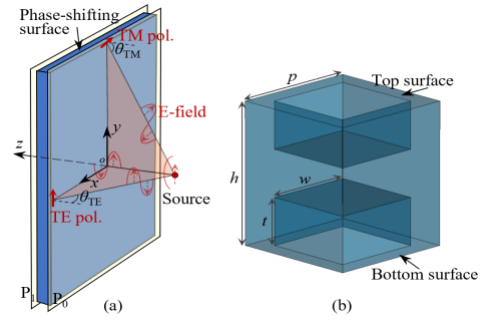 Phase-shifting
surface
TM pol.
θTM
E-field
y
z
o
x
θTE
TE pol.
Source
P1
P0
(a)
p
Top surface
h
w
t
Bottom surface
(b)